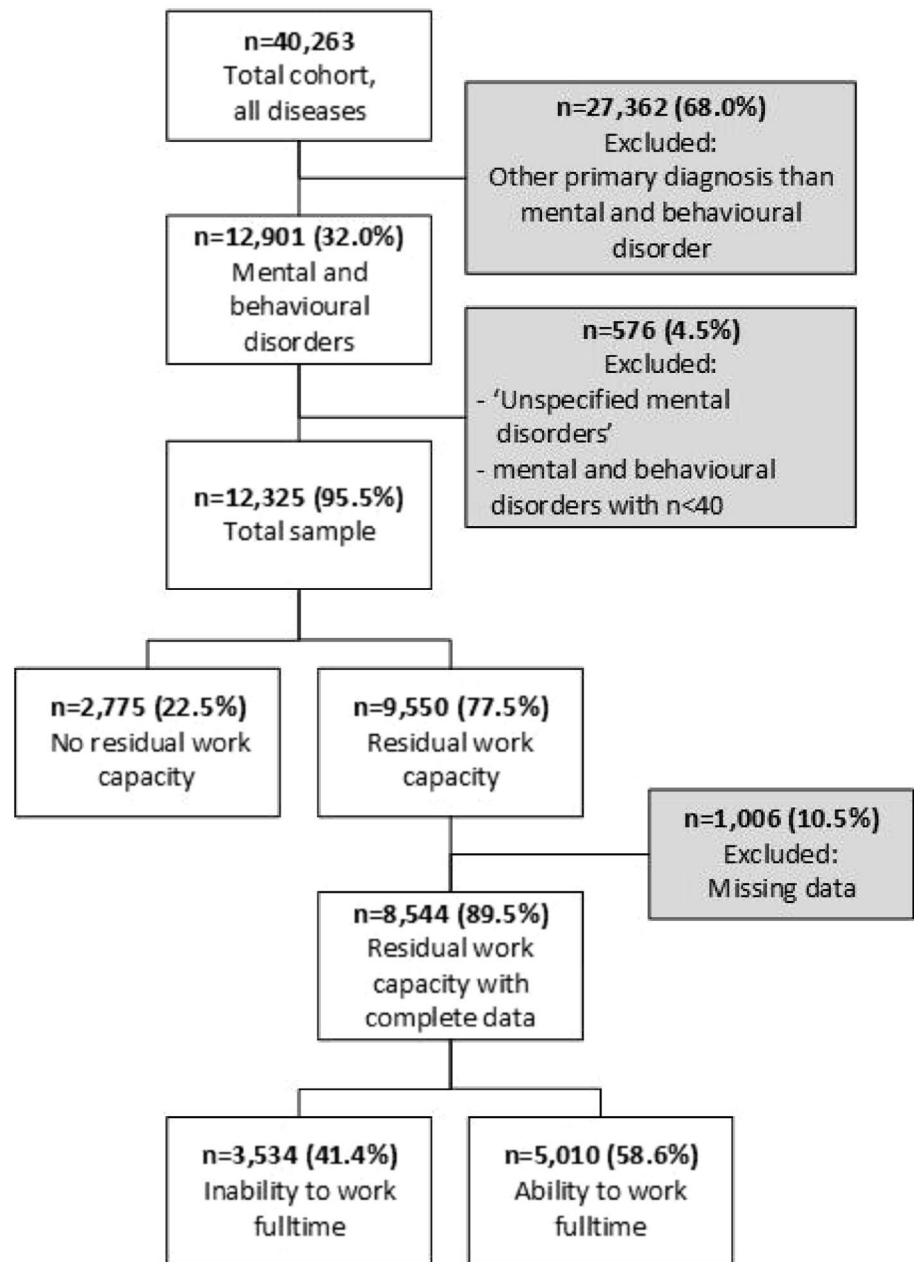 n=40,263
Total cohort,
all diseases
n=27,362 (68.0%)
Excluded:
Other primary diagnosis than
mental and behavioural
disorder
n=12,901 (32.0%)
Mental and
behavioural
disorders
n=576 (4.5%)
Excluded:
- ‘Unspecified mental
disorders’
- mental and behavioural
disorders with n<40
n=12,325 (95.5%)
Total sample
n=2,775 (22.5%)
No residual work
capacity
n=9,550 (77.5%)
Residual work
capacity
n=1,006 (10.5%)
Excluded:
Missing data
n=8,544 (89.5%)
Residual work
capacity with
complete data
n=3,534 (41.4%)
Inability to work
fulltime
n=5,010 (58.6%)
Ability to work
fulltime